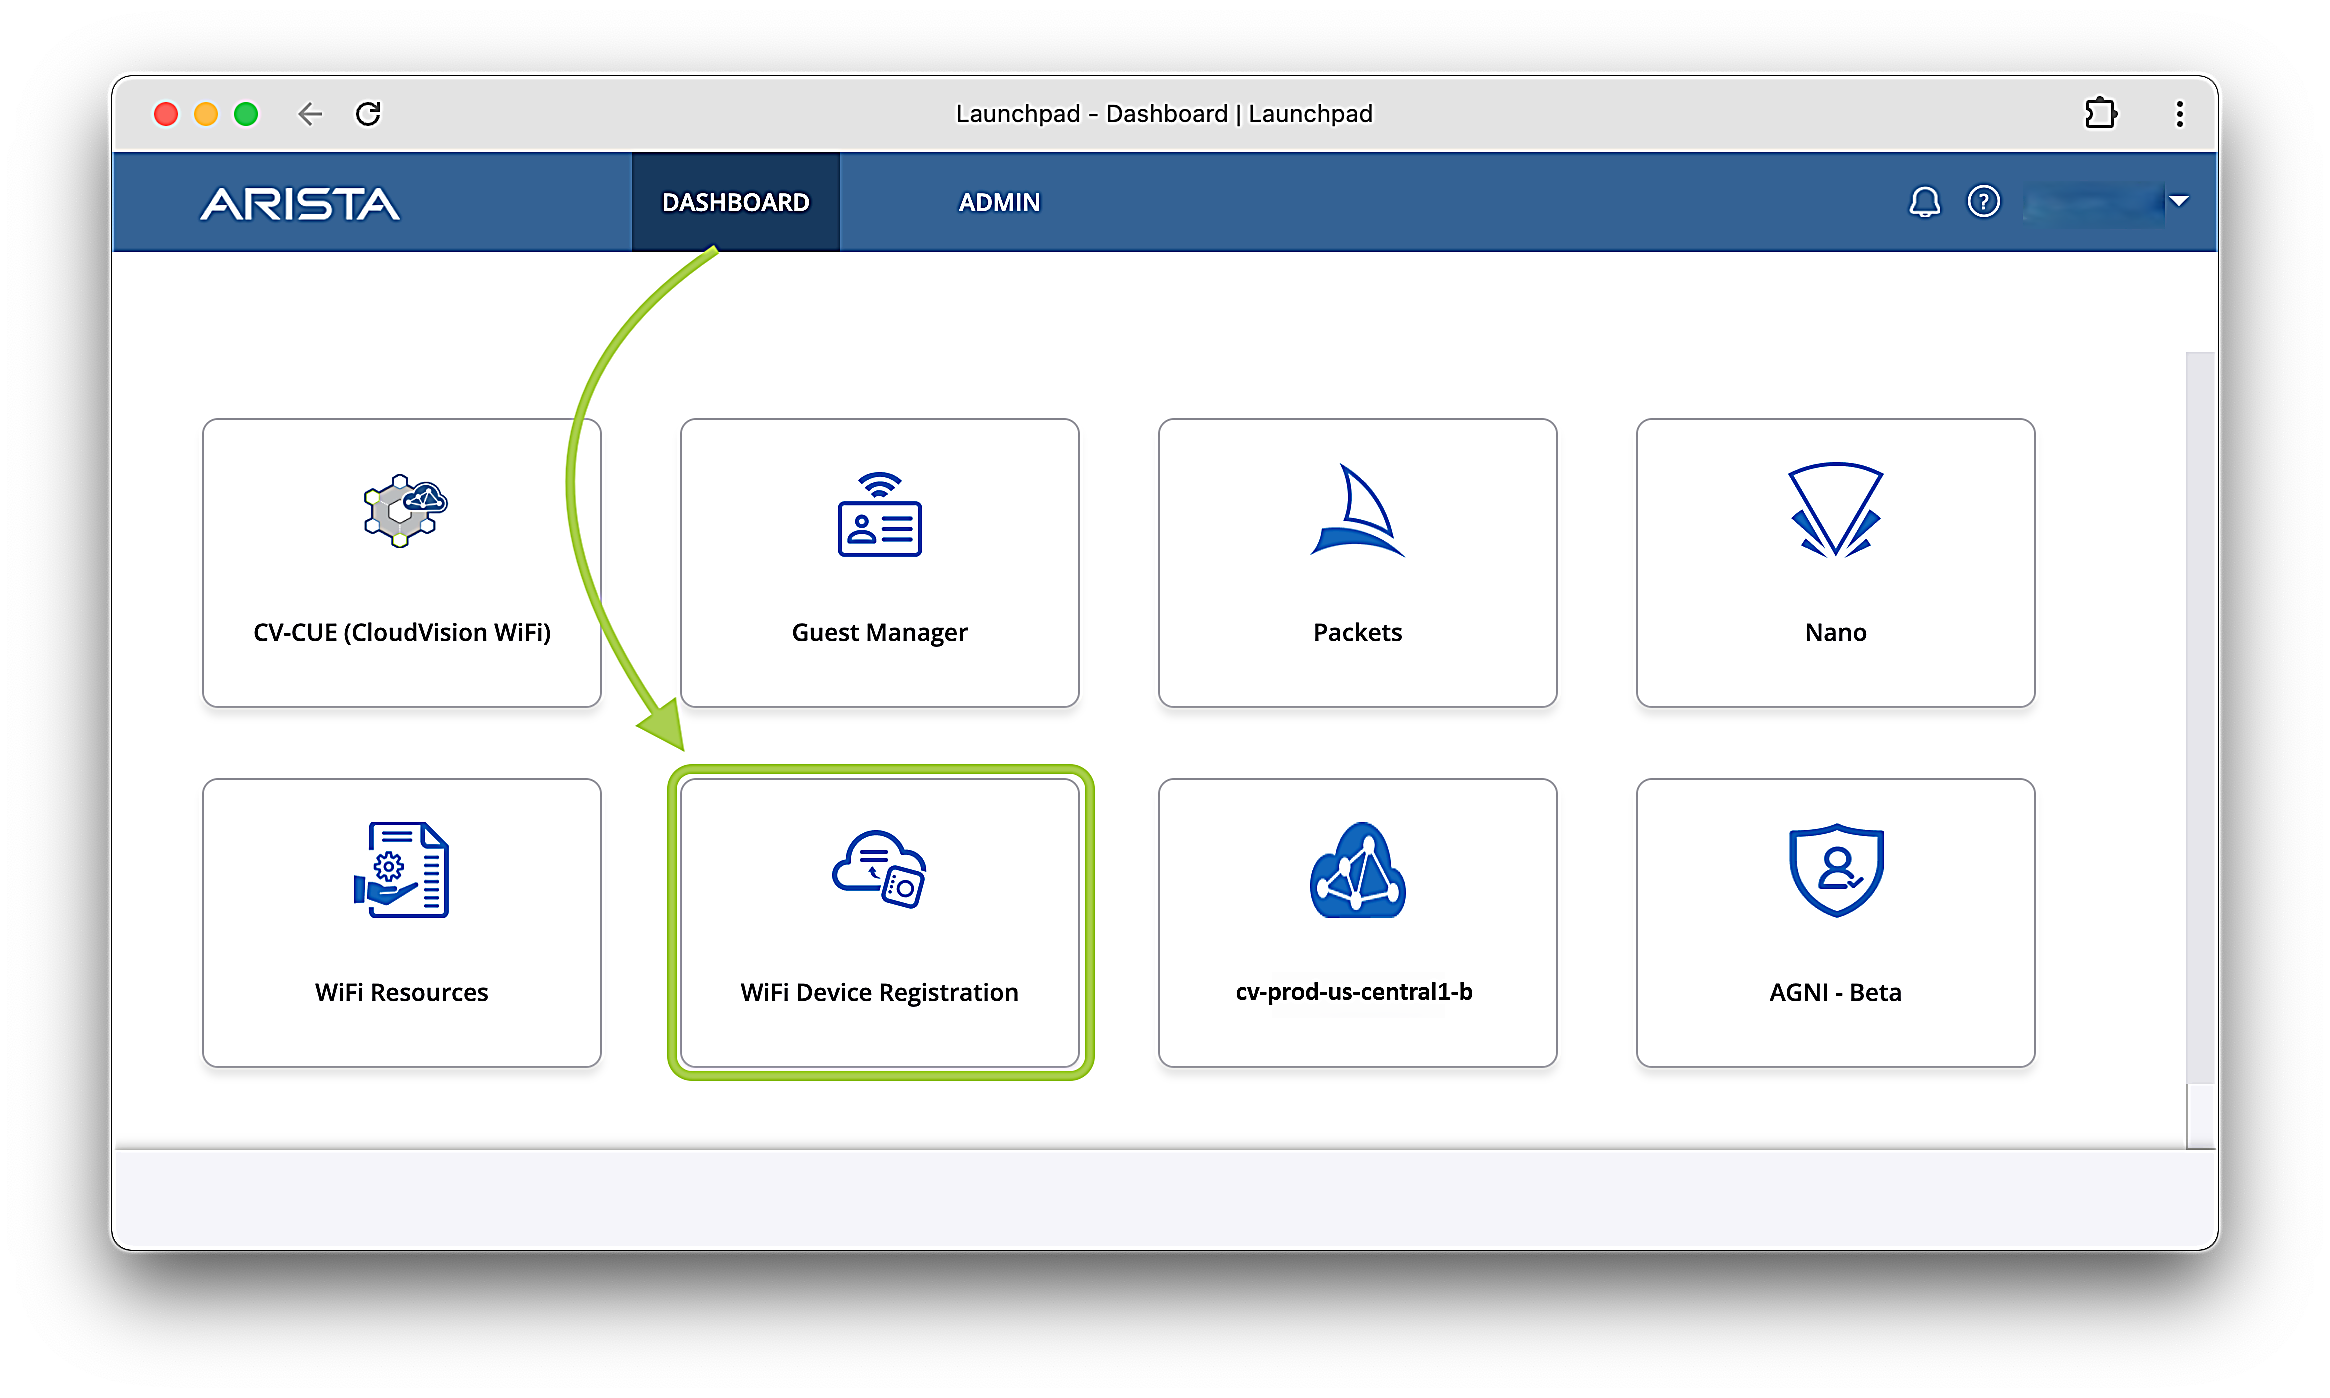 Launchpad - Dashboard | Launchpad
ARISTA
DASHBOARD
ADMIN
?
CV-CUE (CloudVision WiFi)
Guest Manager
Packets
Nano
WiFi Resources
WiFi Device Registration
cv-prod-us-central1-b
AGNI - Beta